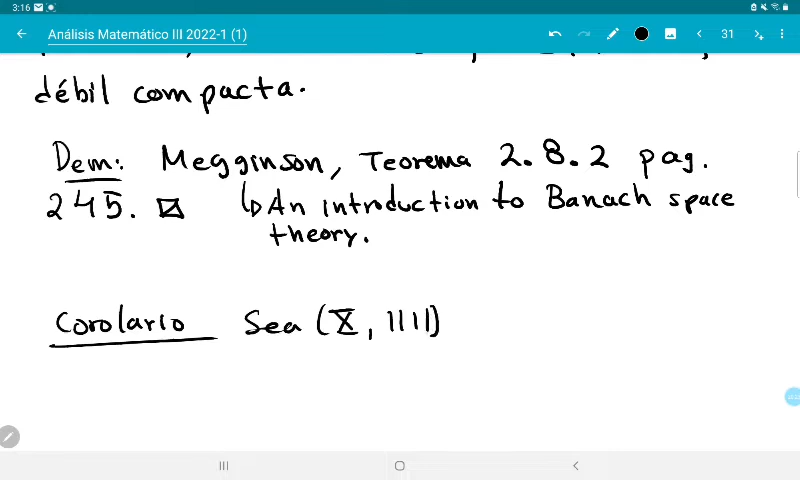 3:16
Análisis Matemático III 2022-1 (1)
31
débil compacta.
Dem: Megginson, Teorema 2.8.2 pag.
245. ↳ An introduction to Banach space
theory.
Corolario Sea (X, ||||)